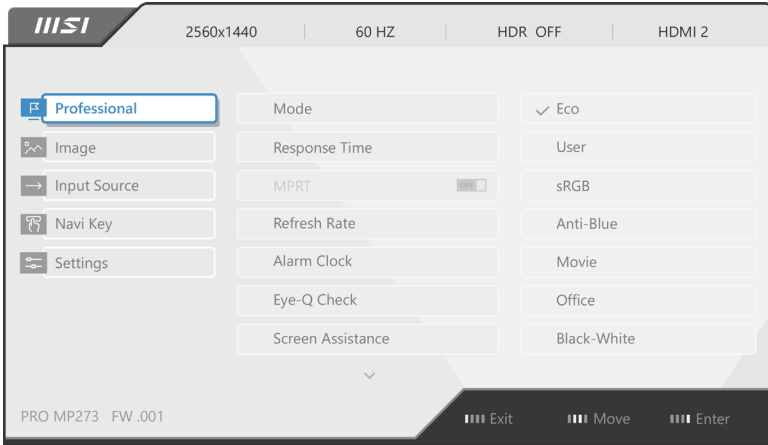 msi
2560x1440 60 HZ HDR OFF HDMI 2
Professional
Image
Input Source
Navi Key
Settings
Mode
Response Time
MPRT OFF
Refresh Rate
Alarm Clock
Eye-Q Check
Screen Assistance
Eco
User
sRGB
Anti-Blue
Movie
Office
Black-White
PRO MP273 FW .001
Exit Move Enter